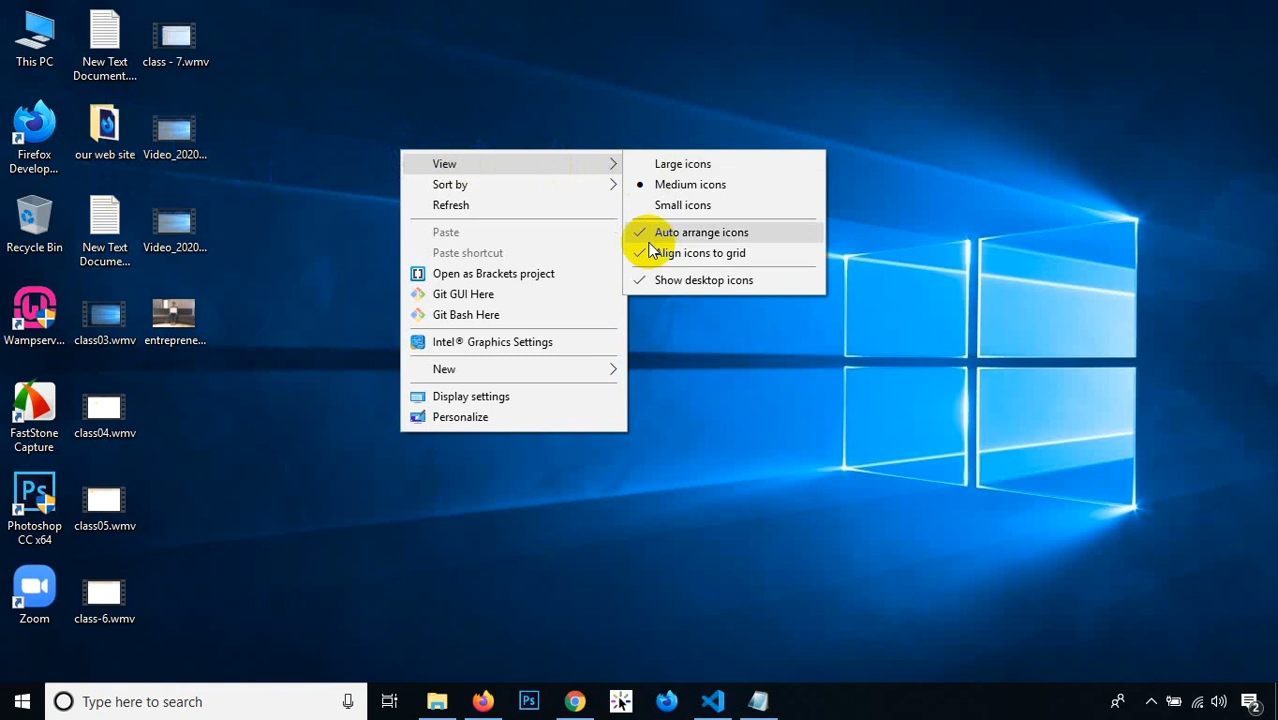 This PC
New Text
Document....
class - 7.wmv
Firefox
Develop...
our web site
Video_2020...
Recycle Bin
New Text
Docume...
Video_2020...
Wampserv...
class03.wmv
entreprene...
FastStone
Capture
class04.wmv
Ps
Photoshop
CC x64
class05.wmv
Zoom
class-6.wmv
View
Sort by
Refresh
Paste
Paste shortcut
Open as Brackets project
Git GUI Here
Git Bash Here
Intel® Graphics Settings
New
Display settings
Personalize
Large icons
Medium icons
Small icons
Auto arrange icons
Align icons to grid
Show desktop icons
Type here to search
Ps
2